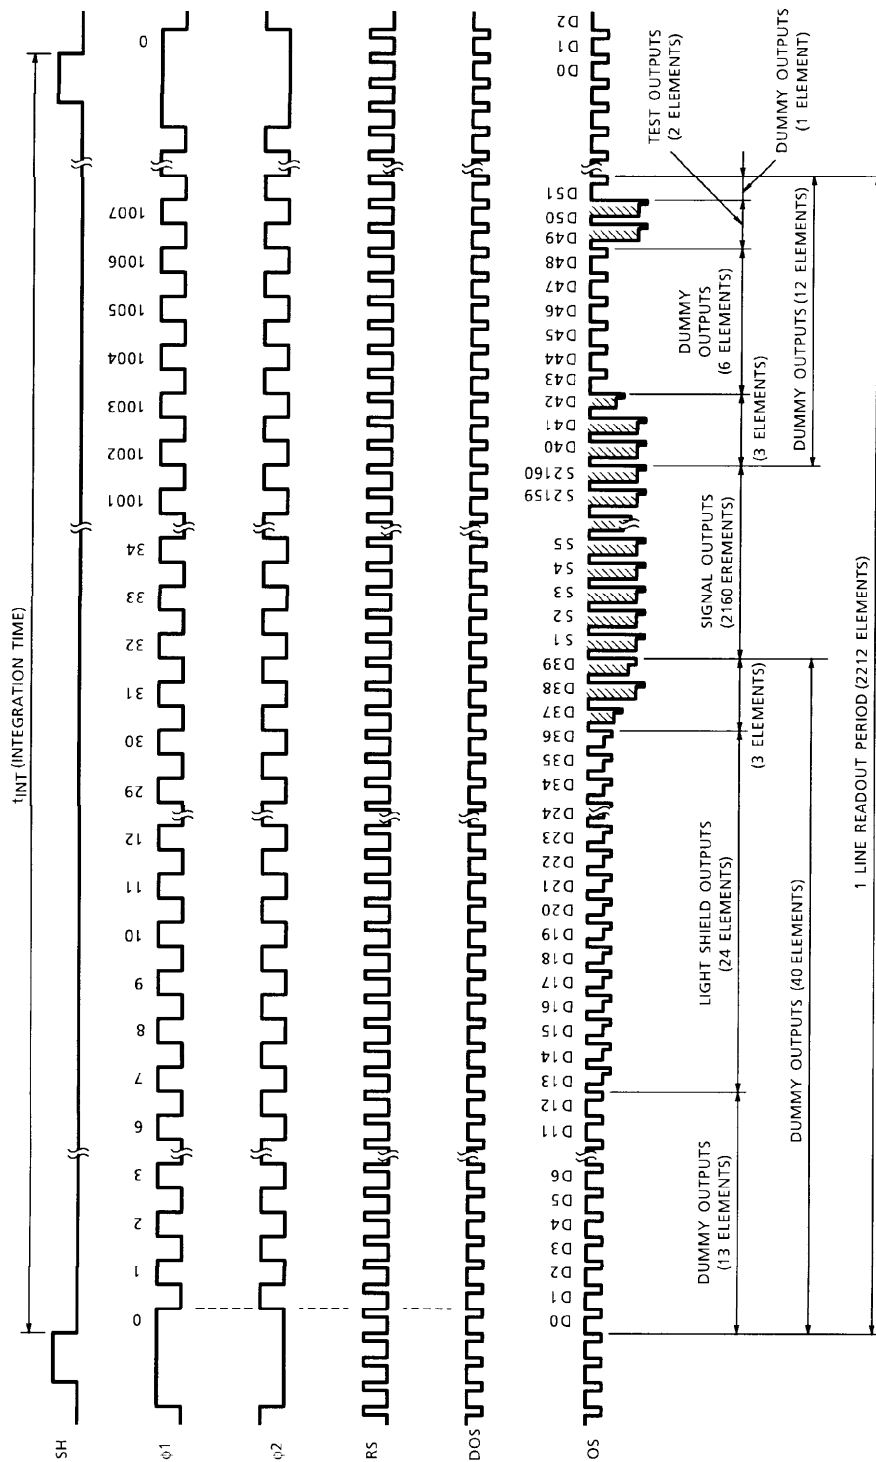 tINT (INTEGRATION TIME)
SH
φ1 0 1 2 3 6 7 8 9 10 11 12 29 30 31 32 33 34 1001 1002 1003 1004 1005 1006 1007 0
φ2
RS
DOS
OS D0 D1 D2 D3 D4 D5 D6 D11 D12 D13 D14 D15 D16 D17 D18 D19 D20 D21 D22 D23 D24 D34 D35 D36 D37 D38 D39 S1 S2 S3 S4 S5 S2159 S2160 D40 D41 D42 D43 D44 D45 D46 D47 D48 D49 D50 D51 D0 D1 D2
DUMMY OUTPUTS
(13 ELEMENTS)
LIGHT SHIELD OUTPUTS
(24 ELEMENTS)
(3 ELEMENTS)
SIGNAL OUTPUTS
(2160 EREMENTS)
(3 ELEMENTS)
DUMMY
OUTPUTS
(6 ELEMENTS)
TEST OUTPUTS
(2 ELEMENTS)
DUMMY OUTPUTS
(1 ELEMENT)
DUMMY OUTPUTS (40 ELEMENTS)
DUMMY OUTPUTS (12 ELEMENTS)
1 LINE READOUT PERIOD (2212 ELEMENTS)